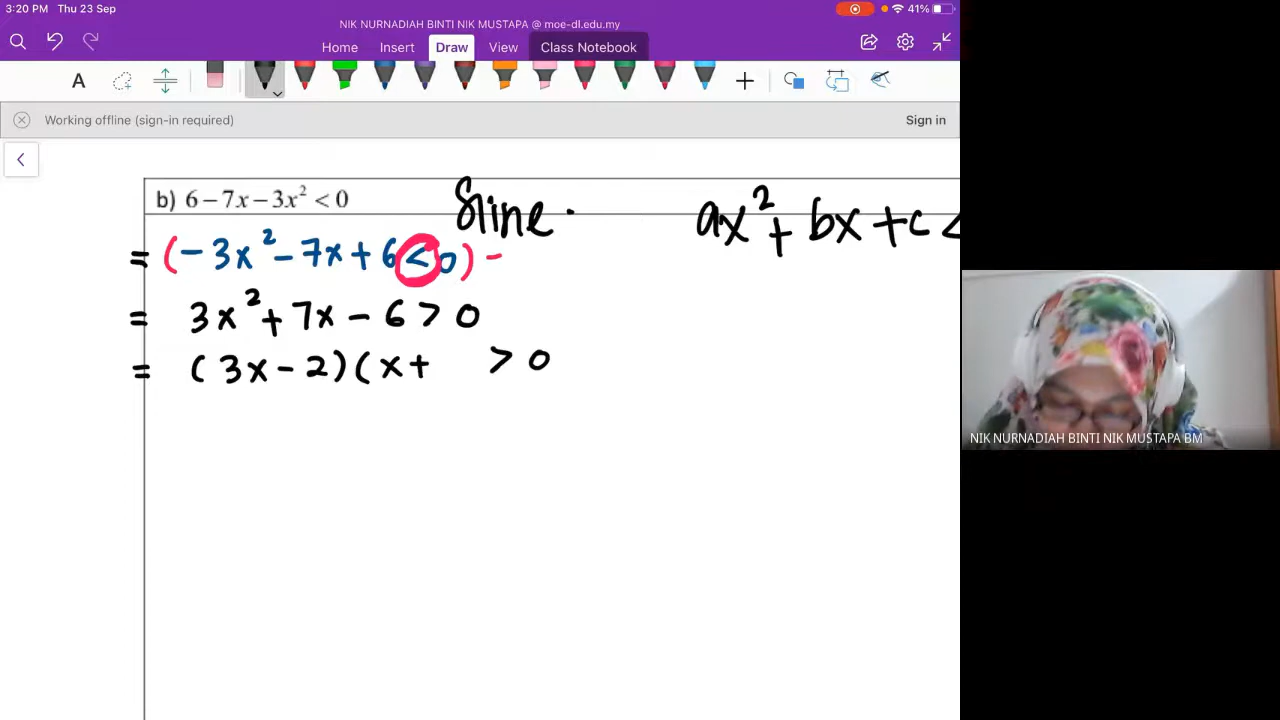 3:20 PM Thu 23 Sep
41%
NIK NURNADIAH BINTI NIK MUSTAPA @ moe-dl.edu.my
Home Insert Draw View Class Notebook
A
Working offline (sign-in required) Sign in
b) 6 − 7x − 3x² < 0
ax² + bx + c <
= (− 3x² − 7x + 6 < 0) −
= 3x² + 7x − 6 > 0
= (3x − 2)(x + > 0
NIK NURNADIAH BINTI NIK MUSTAPA BM